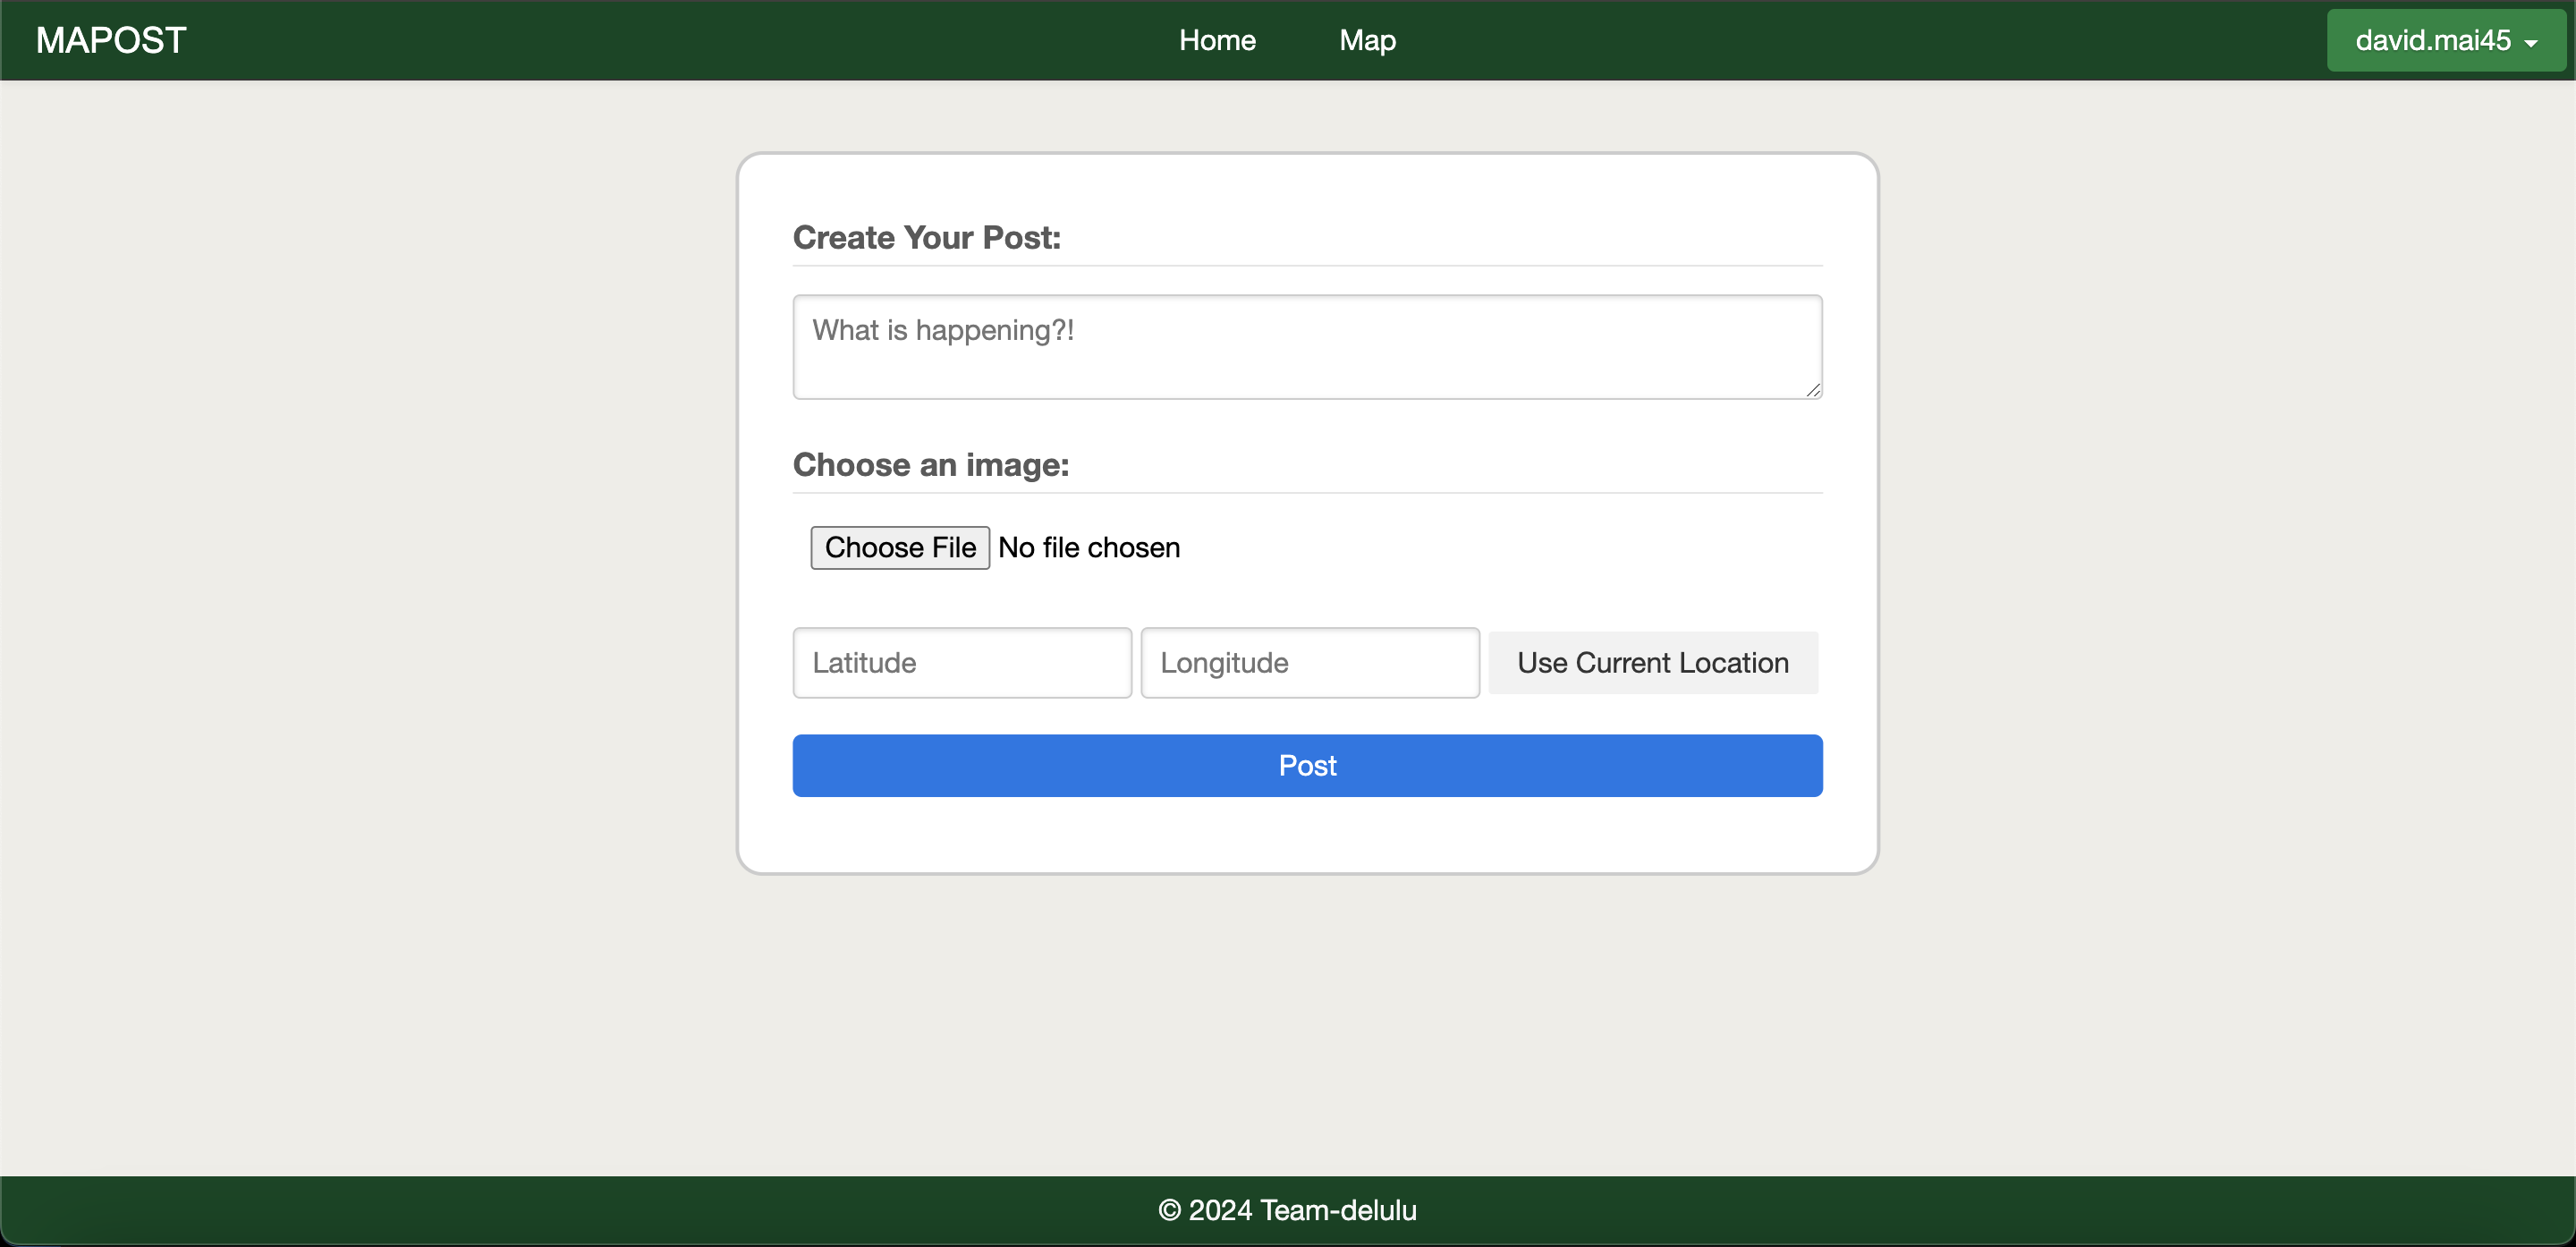 MAPOST
Home Map
david.mai45
Create Your Post:
What is happening?!
Choose an image:
Choose File No file chosen
Latitude Longitude Use Current Location
Post
© 2024 Team-delulu